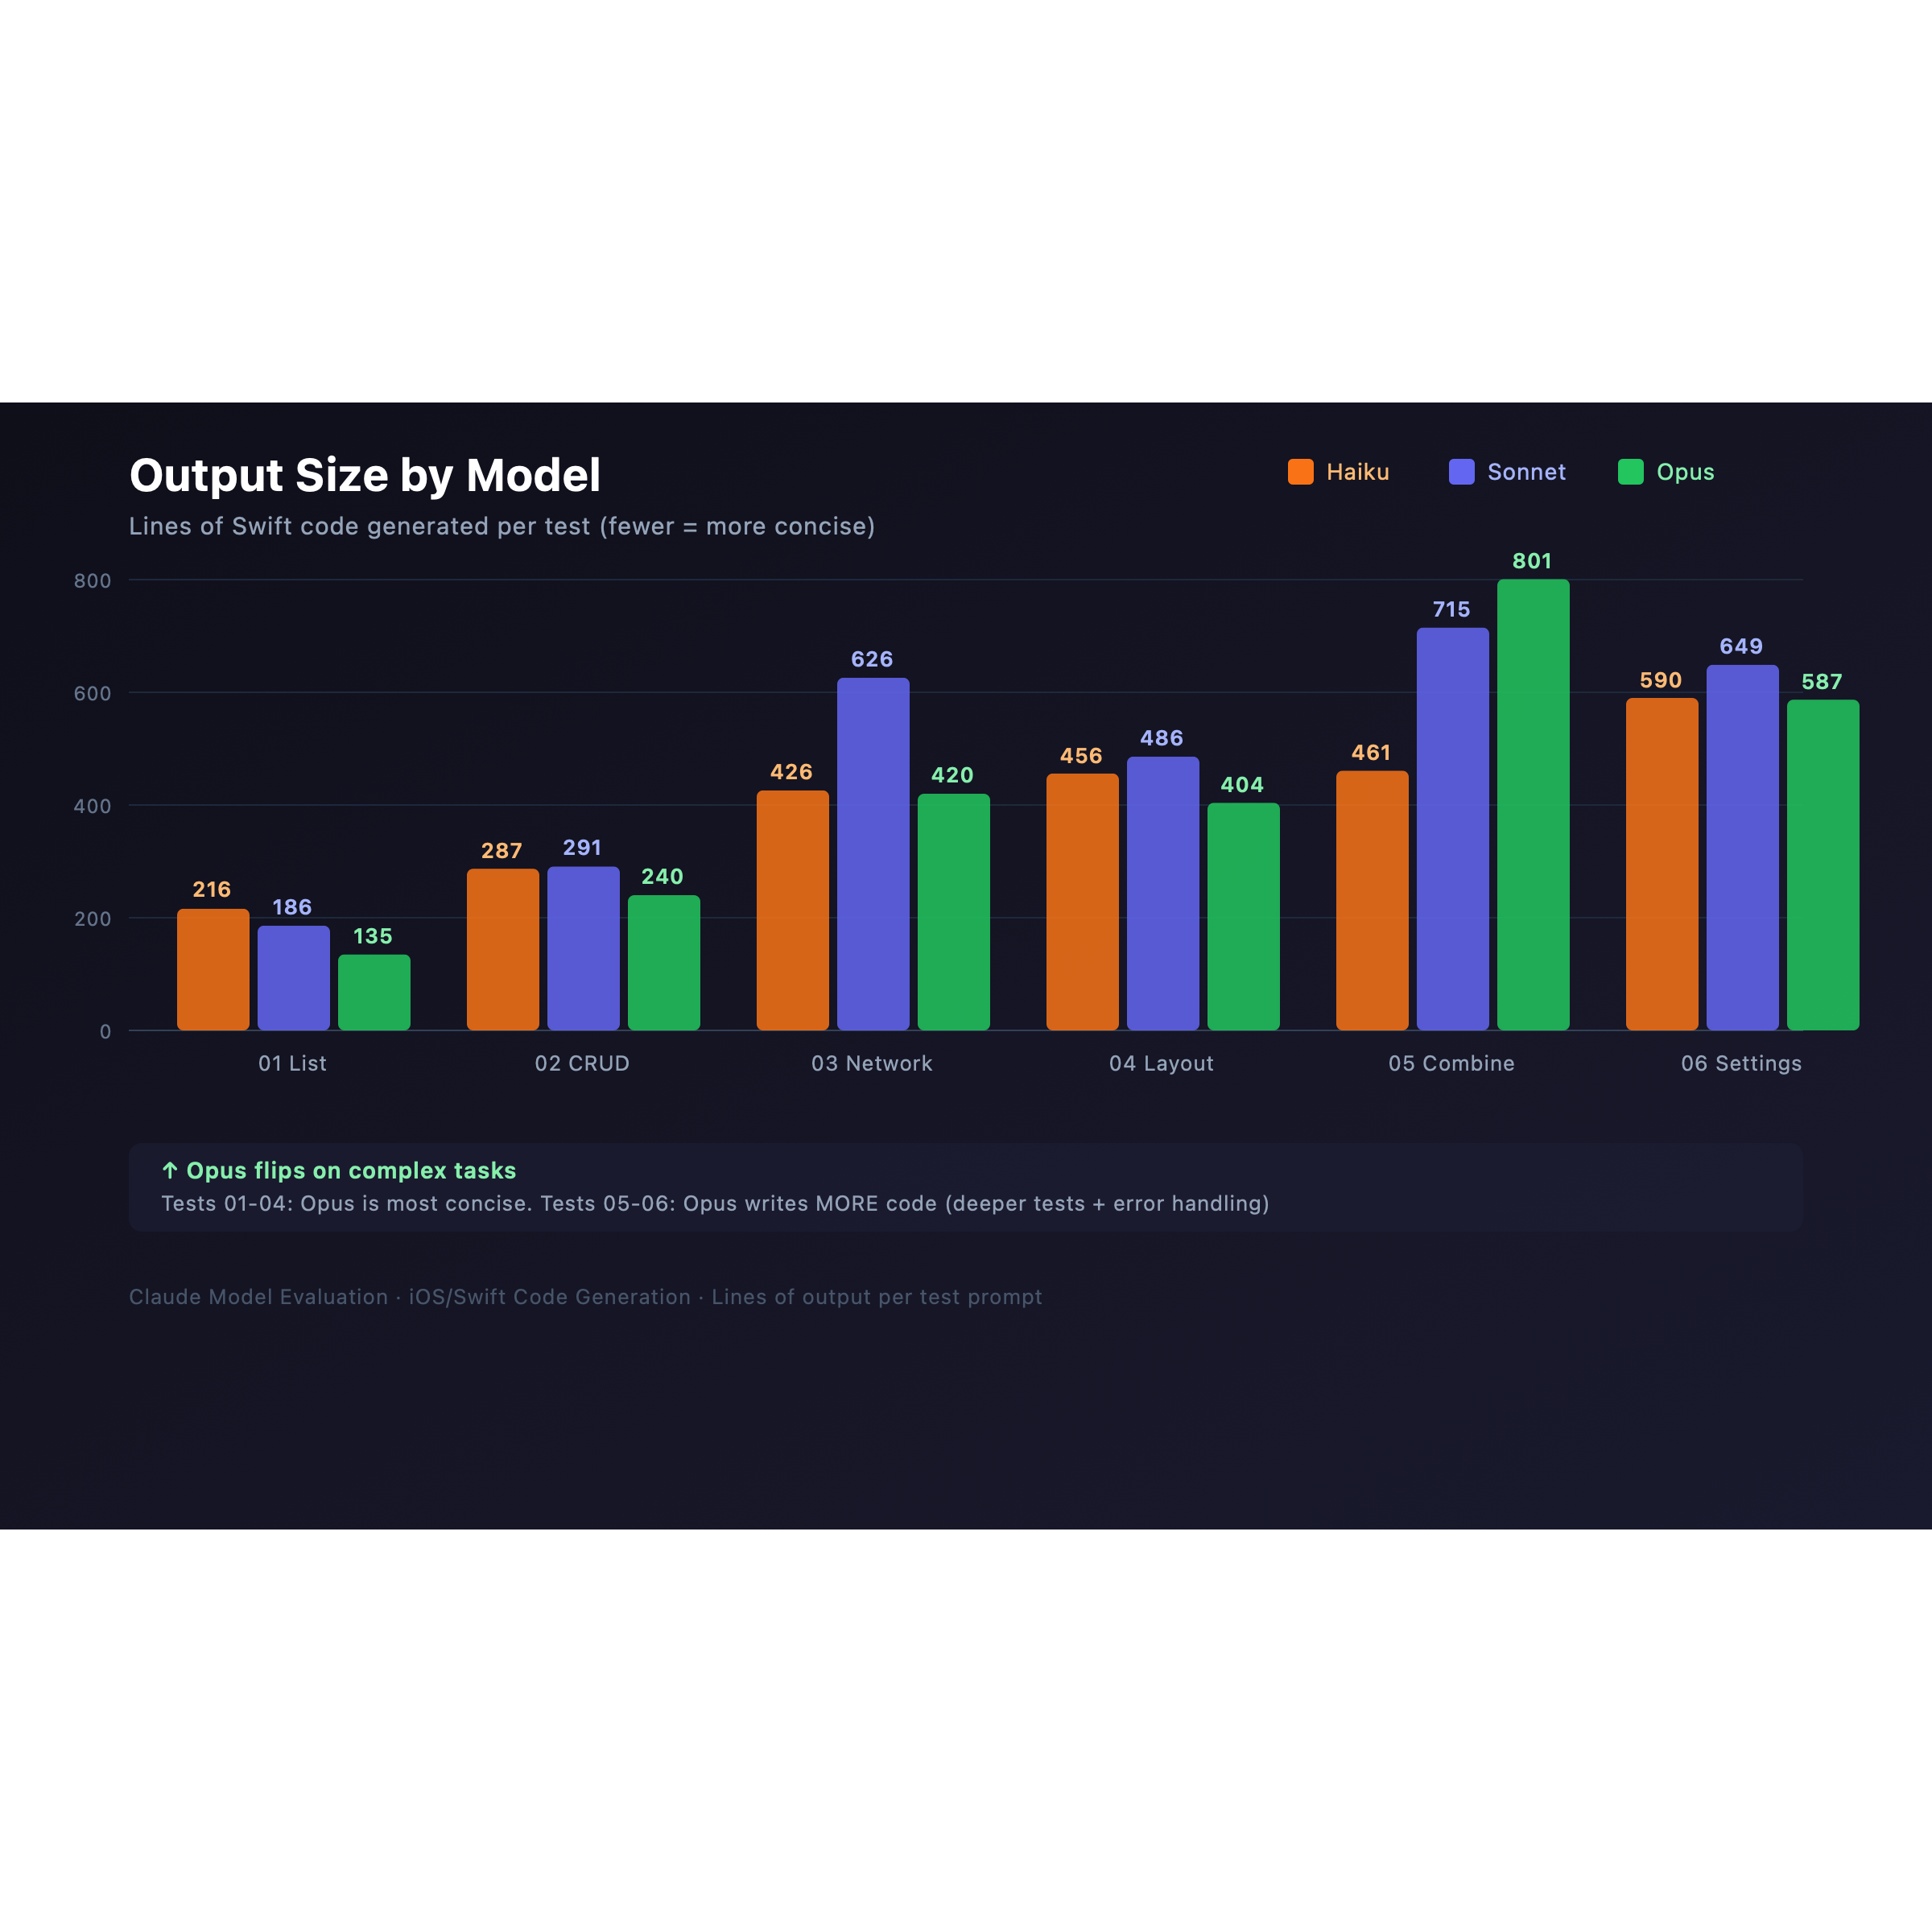 Output Size by Model
Haiku
Sonnet
Opus
Lines of Swift code generated per test (fewer = more concise)
800
600
400
200
0
216
186
135
287
291
240
426
626
420
456
486
404
461
715
801
590
649
587
01 List
02 CRUD
03 Network
04 Layout
05 Combine
06 Settings
↑ Opus flips on complex tasks
Tests 01-04: Opus is most concise. Tests 05-06: Opus writes MORE code (deeper tests + error handling)
Claude Model Evaluation · iOS/Swift Code Generation · Lines of output per test prompt